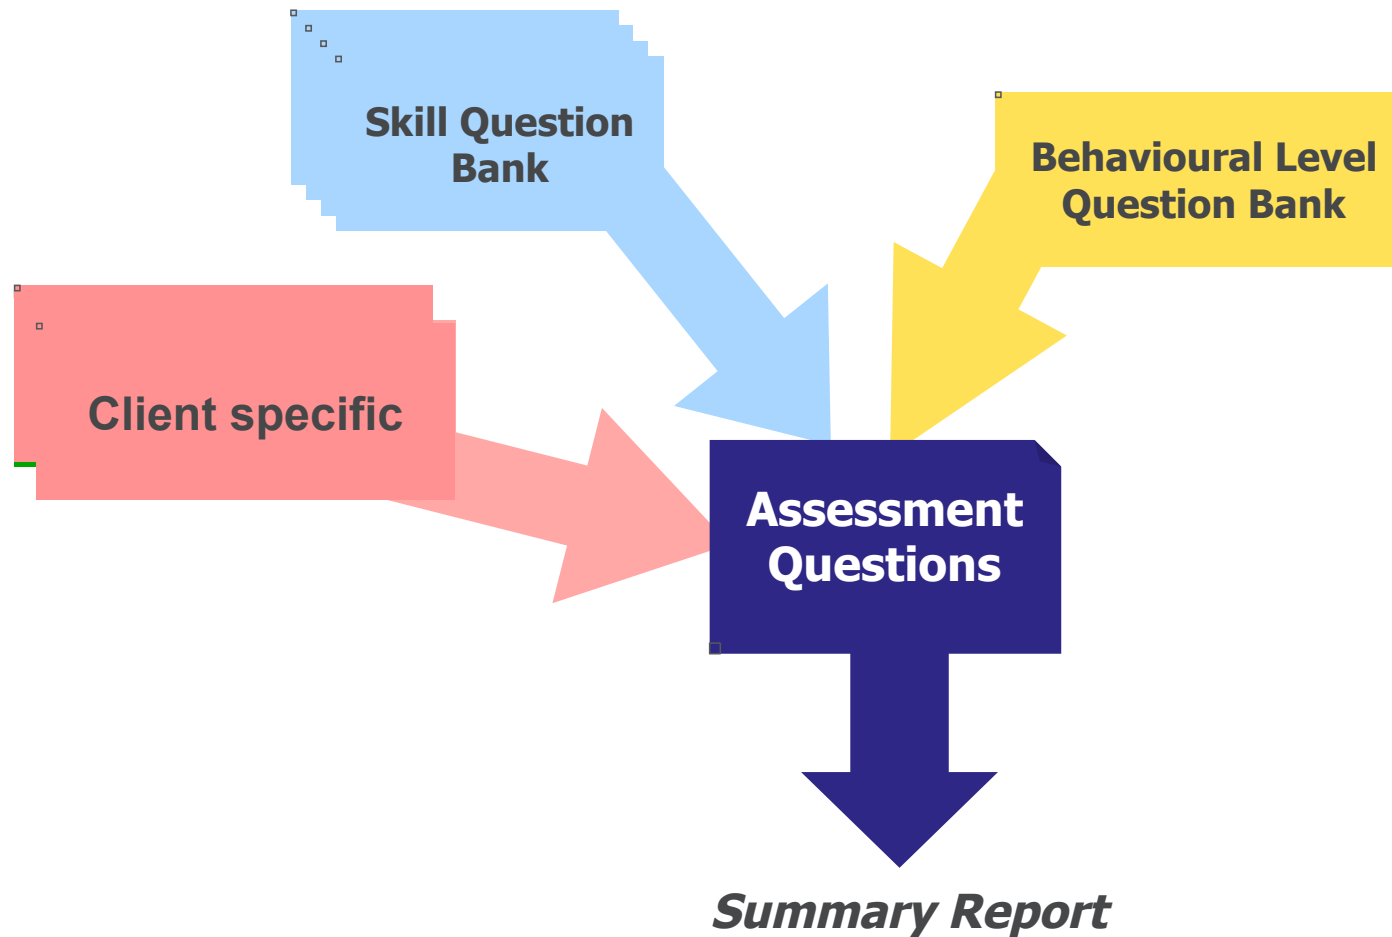 Skill Question
Bank
Behavioural Level
Question Bank
Client specific
Assessment
Questions
Summary Report